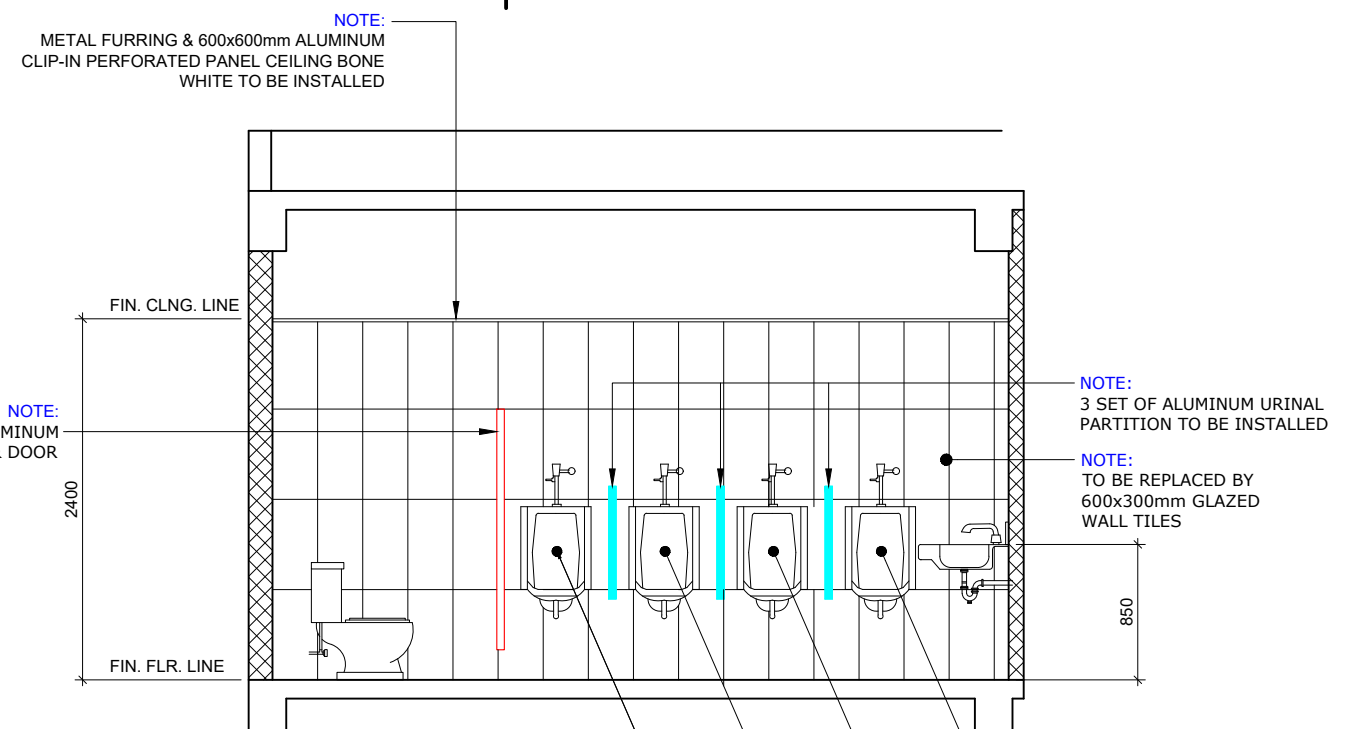 NOTE:
METAL FURRING & 600x600mm ALUMINUM
CLIP-IN PERFORATED PANEL CEILING BONE
WHITE TO BE INSTALLED
FIN. CLNG. LINE
NOTE:
3 SET OF ALUMINUM URINAL
PARTITION TO BE INSTALLED
NOTE:
DOOR
NOTE:
TO BE REPLACED BY
600x300mm GLAZED
WALL TILES
2400
850
FIN. FLR. LINE